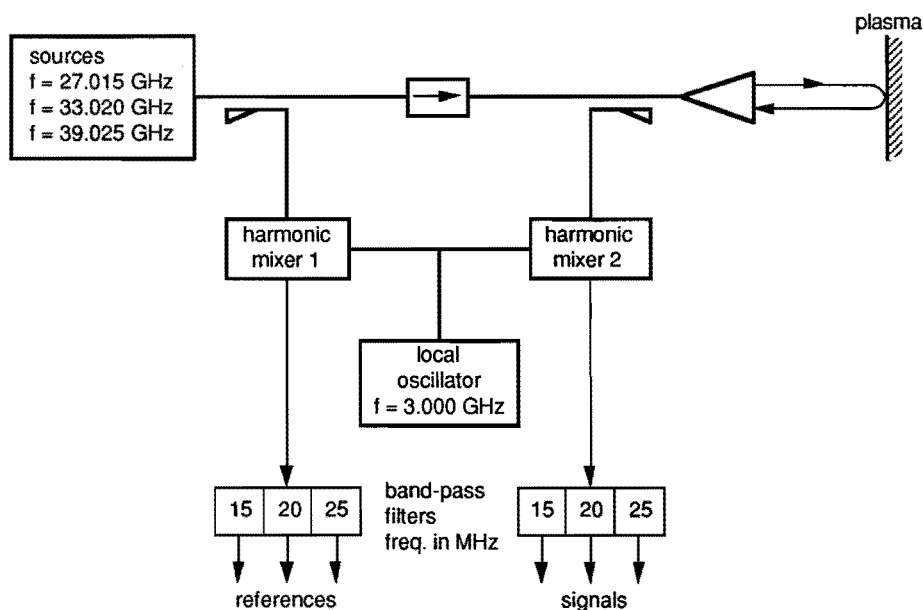 plasma
sources
f = 27.015 GHz
f = 33.020 GHz
f = 39.025 GHz
harmonic
mixer 1
harmonic
mixer 2
local
oscillator
f = 3.000 GHz
15 20 25
band-pass
filters
freq. in MHz
15 20 25
references
signals